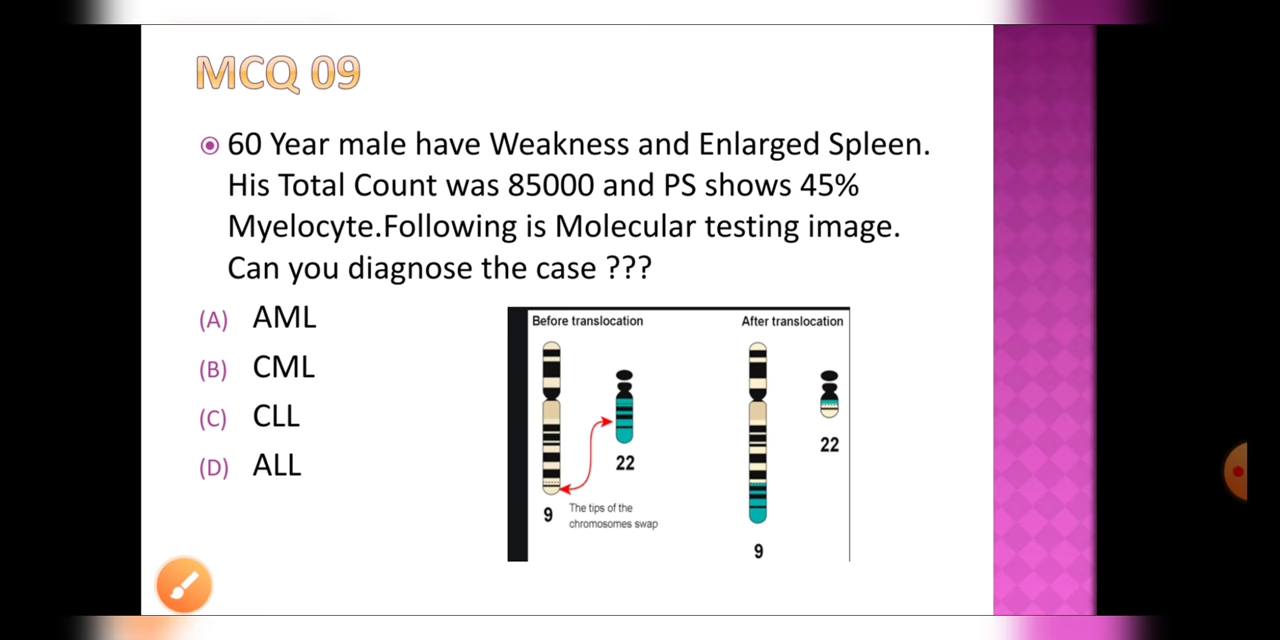 MCQ 09
60 Year male have Weakness and Enlarged Spleen.
His Total Count was 85000 and PS shows 45%
Myelocyte.Following is Molecular testing image.
Can you diagnose the case ???
(A) AML
(B) CML
(C) CLL
(D) ALL
Before translocation
After translocation
22
22
9
The tips of the
chromosomes swap
9